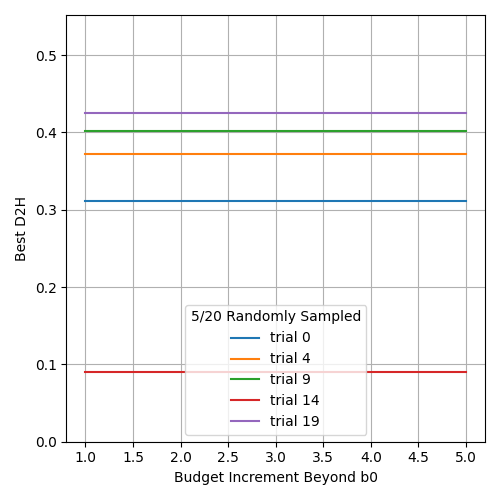 0.5
0.4
0.3
0.2
0.1
0.0
Best D2H
5/20 Randomly Sampled
trial 0
trial 4
trial 9
trial 14
trial 19
1.0 1.5 2.0 2.5 3.0 3.5 4.0 4.5 5.0
Budget Increment Beyond b0